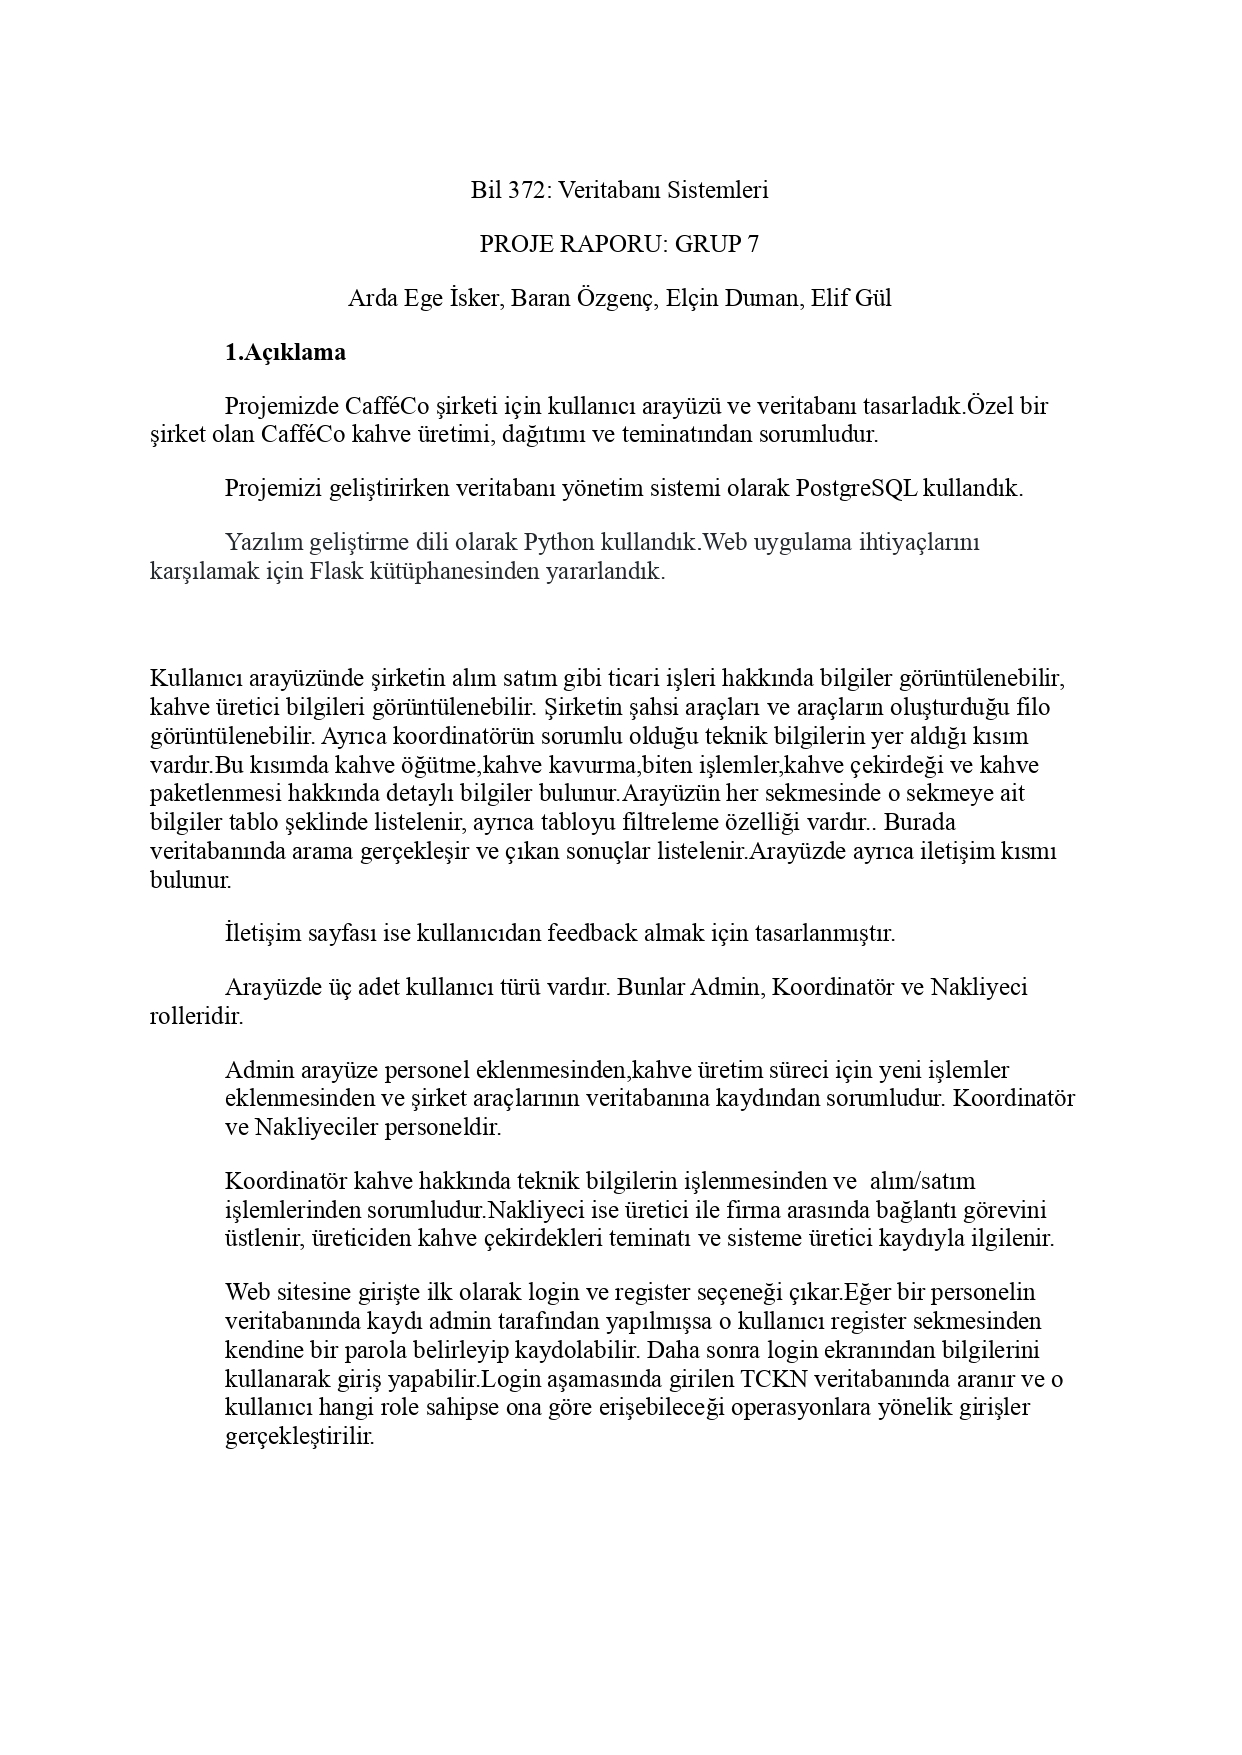 Bil 372: Veritabanı Sistemleri
PROJE RAPORU: GRUP 7
Arda Ege İsker, Baran Özgenç, Elçin Duman, Elif Gül
1.Açıklama
Projemizde CafféCo şirketi için kullanıcı arayüzü ve veritabanı tasarladık.Özel bir
şirket olan CafféCo kahve üretimi, dağıtımı ve teminatından sorumludur.
Projemizi geliştirirken veritabanı yönetim sistemi olarak PostgreSQL kullandık.
Yazılım geliştirme dili olarak Python kullandık.Web uygulama ihtiyaçlarını
karşılamak için Flask kütüphanesinden yararlandık.
Kullanıcı arayüzünde şirketin alım satım gibi ticari işleri hakkında bilgiler görüntülenebilir,
kahve üretici bilgileri görüntülenebilir. Şirketin şahsi araçları ve araçların oluşturduğu filo
görüntülenebilir. Ayrıca koordinatörün sorumlu olduğu teknik bilgilerin yer aldığı kısım
vardır.Bu kısımda kahve öğütme,kahve kavurma,biten işlemler,kahve çekirdeği ve kahve
paketlenmesi hakkında detaylı bilgiler bulunur.Arayüzün her sekmesinde o sekmeye ait
bilgiler tablo şeklinde listelenir, ayrıca tabloyu filtreleme özelliği vardır.. Burada
veritabanında arama gerçekleşir ve çıkan sonuçlar listelenir.Arayüzde ayrıca iletişim kısmı
bulunur.
İletişim sayfası ise kullanıcıdan feedback almak için tasarlanmıştır.
Arayüzde üç adet kullanıcı türü vardır. Bunlar Admin, Koordinatör ve Nakliyeci
rolleridir.
Admin arayüze personel eklenmesinden,kahve üretim süreci için yeni işlemler
eklenmesinden ve şirket araçlarının veritabanına kaydından sorumludur. Koordinatör
ve Nakliyeciler personeldir.
Koordinatör kahve hakkında teknik bilgilerin işlenmesinden ve  alım/satım
işlemlerinden sorumludur.Nakliyeci ise üretici ile firma arasında bağlantı görevini
üstlenir, üreticiden kahve çekirdekleri teminatı ve sisteme üretici kaydıyla ilgilenir.
Web sitesine girişte ilk olarak login ve register seçeneği çıkar.Eğer bir personelin
veritabanında kaydı admin tarafından yapılmışsa o kullanıcı register sekmesinden
kendine bir parola belirleyip kaydolabilir. Daha sonra login ekranından bilgilerini
kullanarak giriş yapabilir.Login aşamasında girilen TCKN veritabanında aranır ve o
kullanıcı hangi role sahipse ona göre erişebileceği operasyonlara yönelik girişler
gerçekleştirilir.